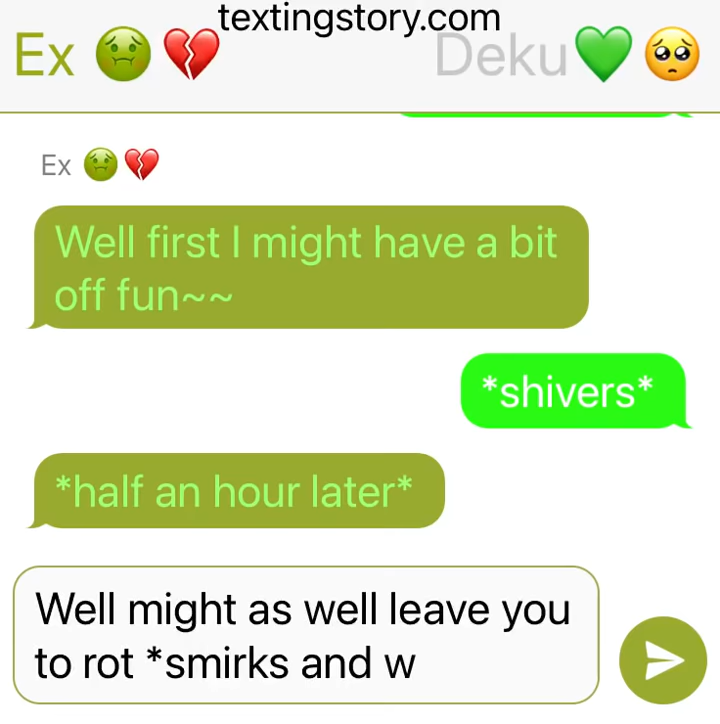 textingstory.com
Ex 🤢💔 Deku💚🥺
Ex 🤢💔
Well first I might have a bit
off fun~~
*shivers*
*half an hour later*
Well might as well leave you
to rot *smirks and w